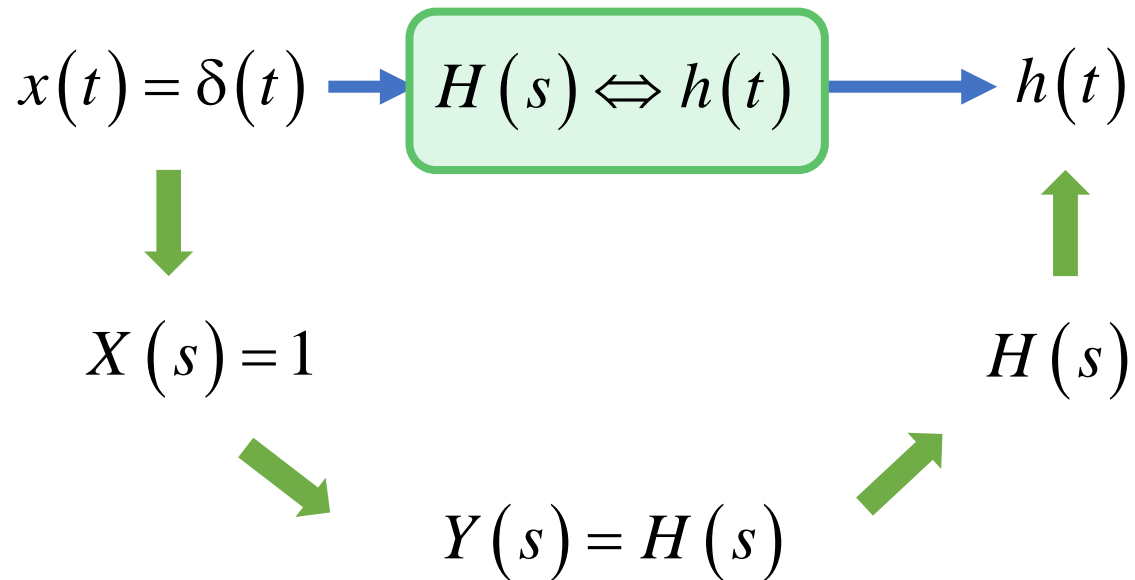 x(t) = δ(t) H(s) ⇔ h(t) h(t)
X(s) = 1 H(s)
Y(s) = H(s)